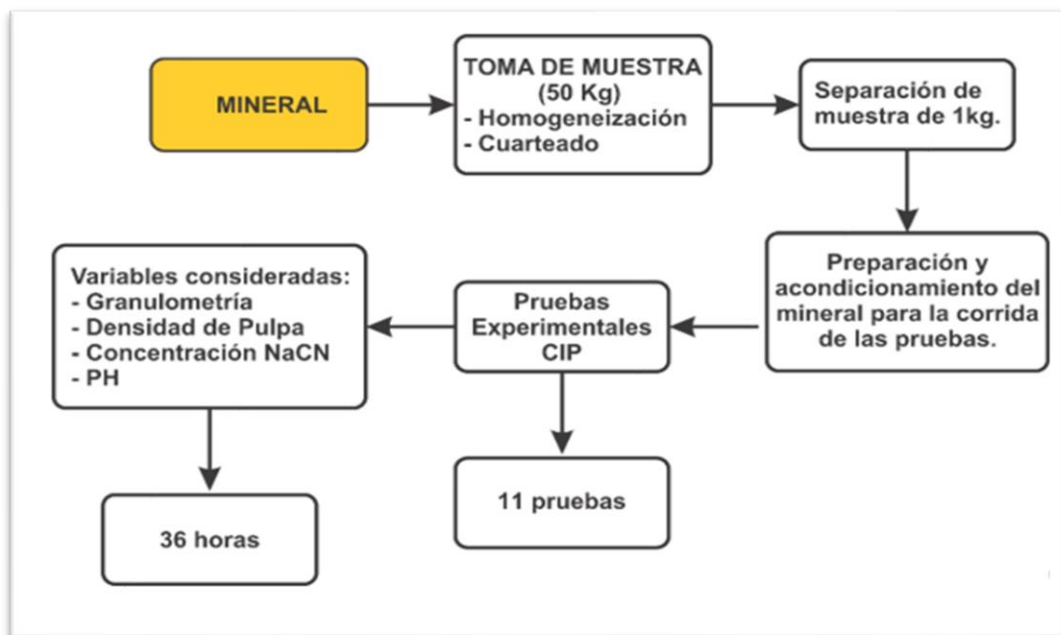 MINERAL
TOMA DE MUESTRA
(50 Kg)
- Homogeneización
- Cuarteado
Separación de
muestra de 1kg.
Preparación y
acondicionamiento del
mineral para la corrida
de las pruebas.
Pruebas
Experimentales
CIP
Variables consideradas:
- Granulometría
- Densidad de Pulpa
- Concentración NaCN
- PH
11 pruebas
36 horas